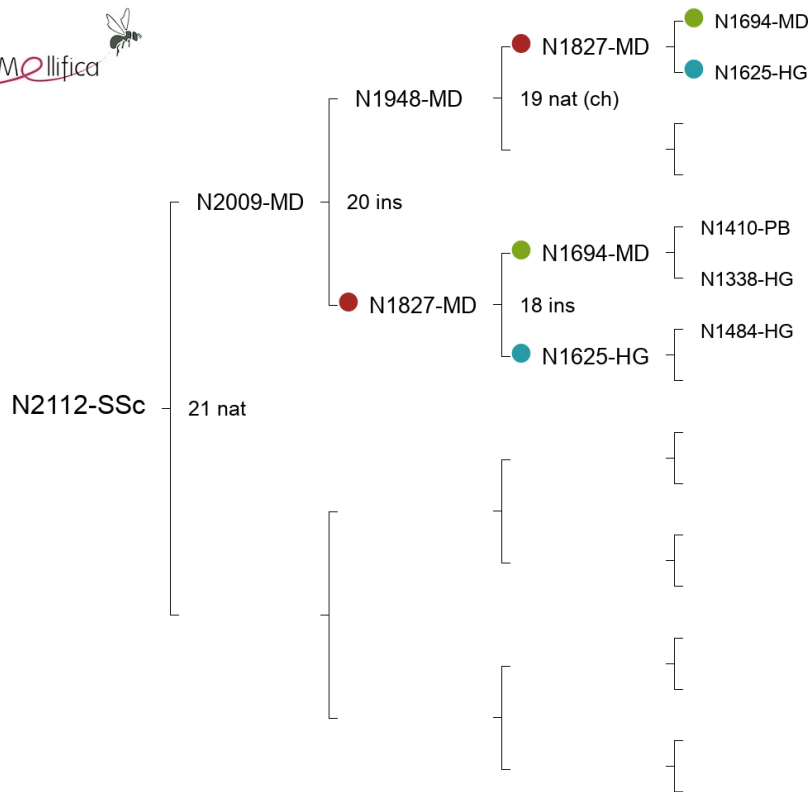 Mellifica
N1694-MD
N1827-MD
N1625-HG
N1948-MD
19 nat (ch)
N2009-MD
20 ins
N1410-PB
N1694-MD
N1338-HG
N1827-MD
18 ins
N1484-HG
N1625-HG
N2112-SSc
21 nat